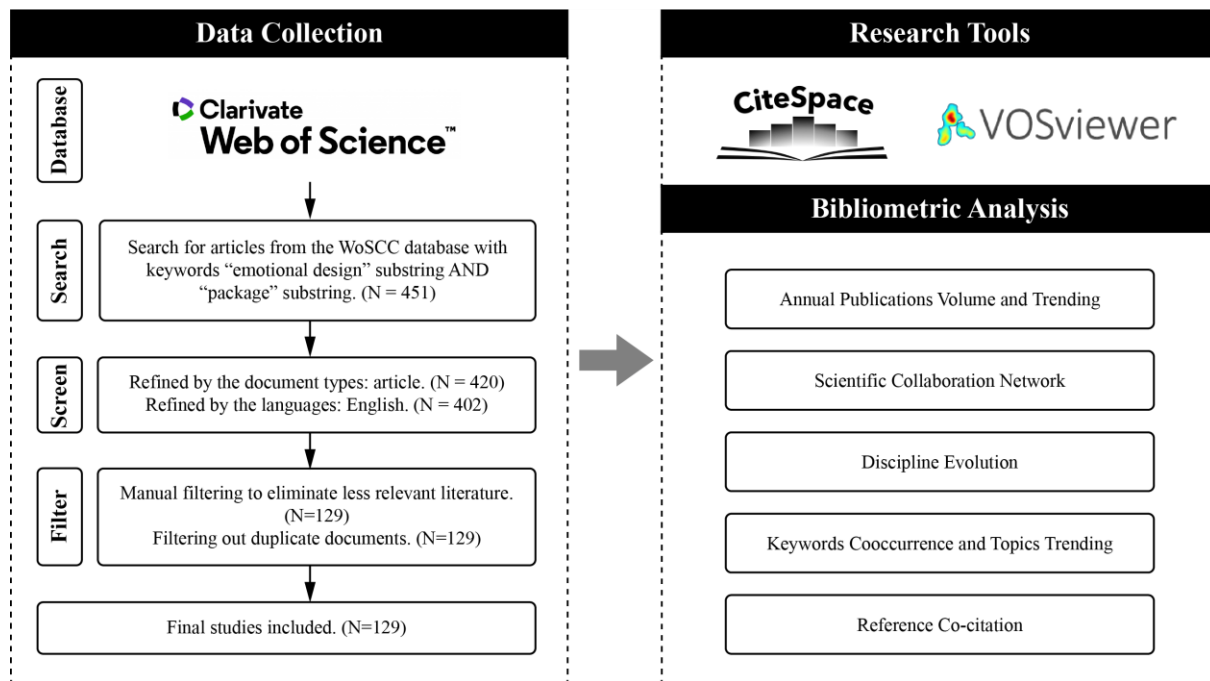 Data Collection
Database
Clarivate
Web of Science™
Search
Search for articles from the WoSCC database with
keywords “emotional design” substring AND
“package” substring. (N = 451)
Screen
Refined by the document types: article. (N = 420)
Refined by the languages: English. (N = 402)
Filter
Manual filtering to eliminate less relevant literature.
(N=129)
Filtering out duplicate documents. (N=129)
Final studies included. (N=129)
Research Tools
CiteSpace
VOSviewer
Bibliometric Analysis
Annual Publications Volume and Trending
Scientific Collaboration Network
Discipline Evolution
Keywords Cooccurrence and Topics Trending
Reference Co-citation